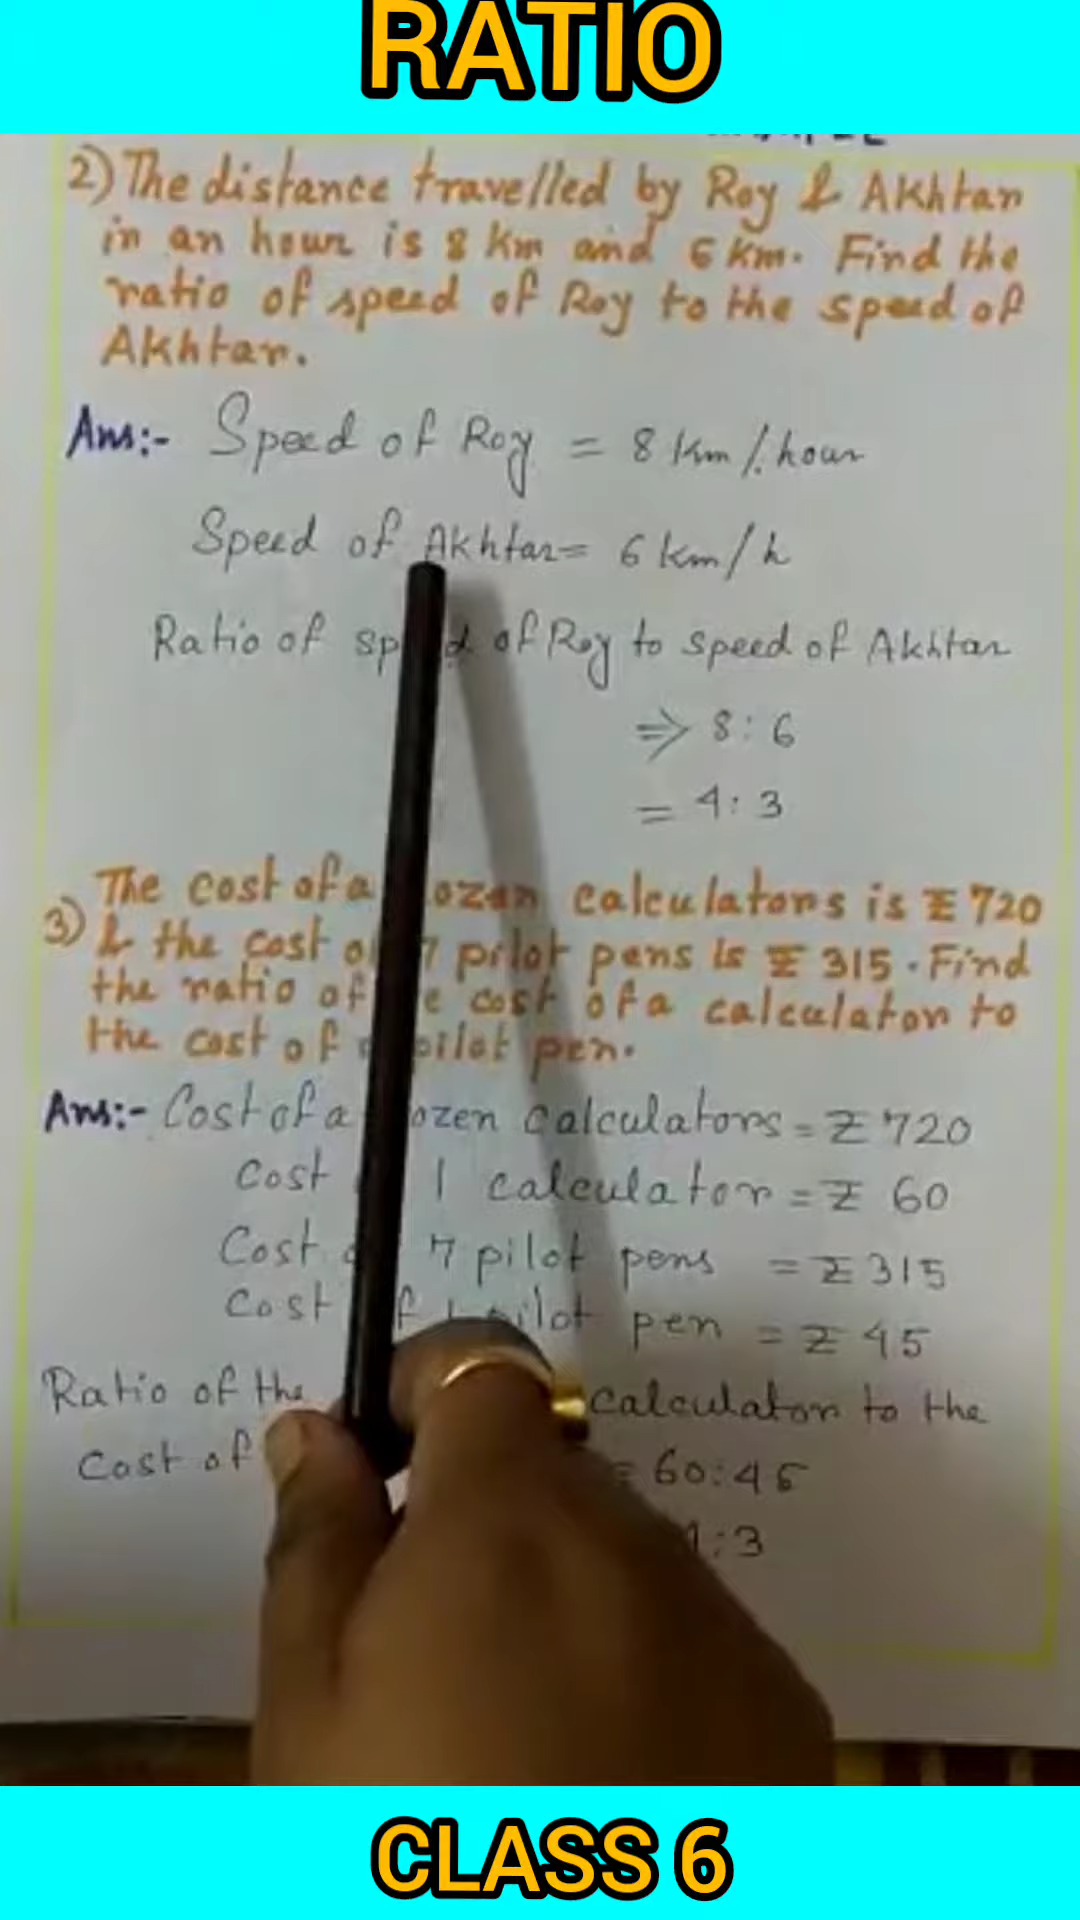 RATIO
2) The distance travelled by Roy & Akhtar
in an hour is 8 km and 6 km. Find the
ratio of speed of Roy to the speed of
Akhtar.
Ans:- Speed of Roy = 8 km/hour
Speed of Akhtar = 6 km/h
Ratio of of Roy to speed of Akhtar
⇒ 8:6
= 4:3
3) The cost of a calculators is ₹720
& the cost 7 pilot pens is ₹315. Find
the ratio of cost of a calculator to
the cost of pilot pen.
Ans:- Cost of a calculators = ₹720
Cost 1 calculator = ₹ 60
Cost 7 pilot pens = ₹315
Cost pen = ₹45
Ratio of the calculator to the
cost of = 60:45
:3
CLASS 6